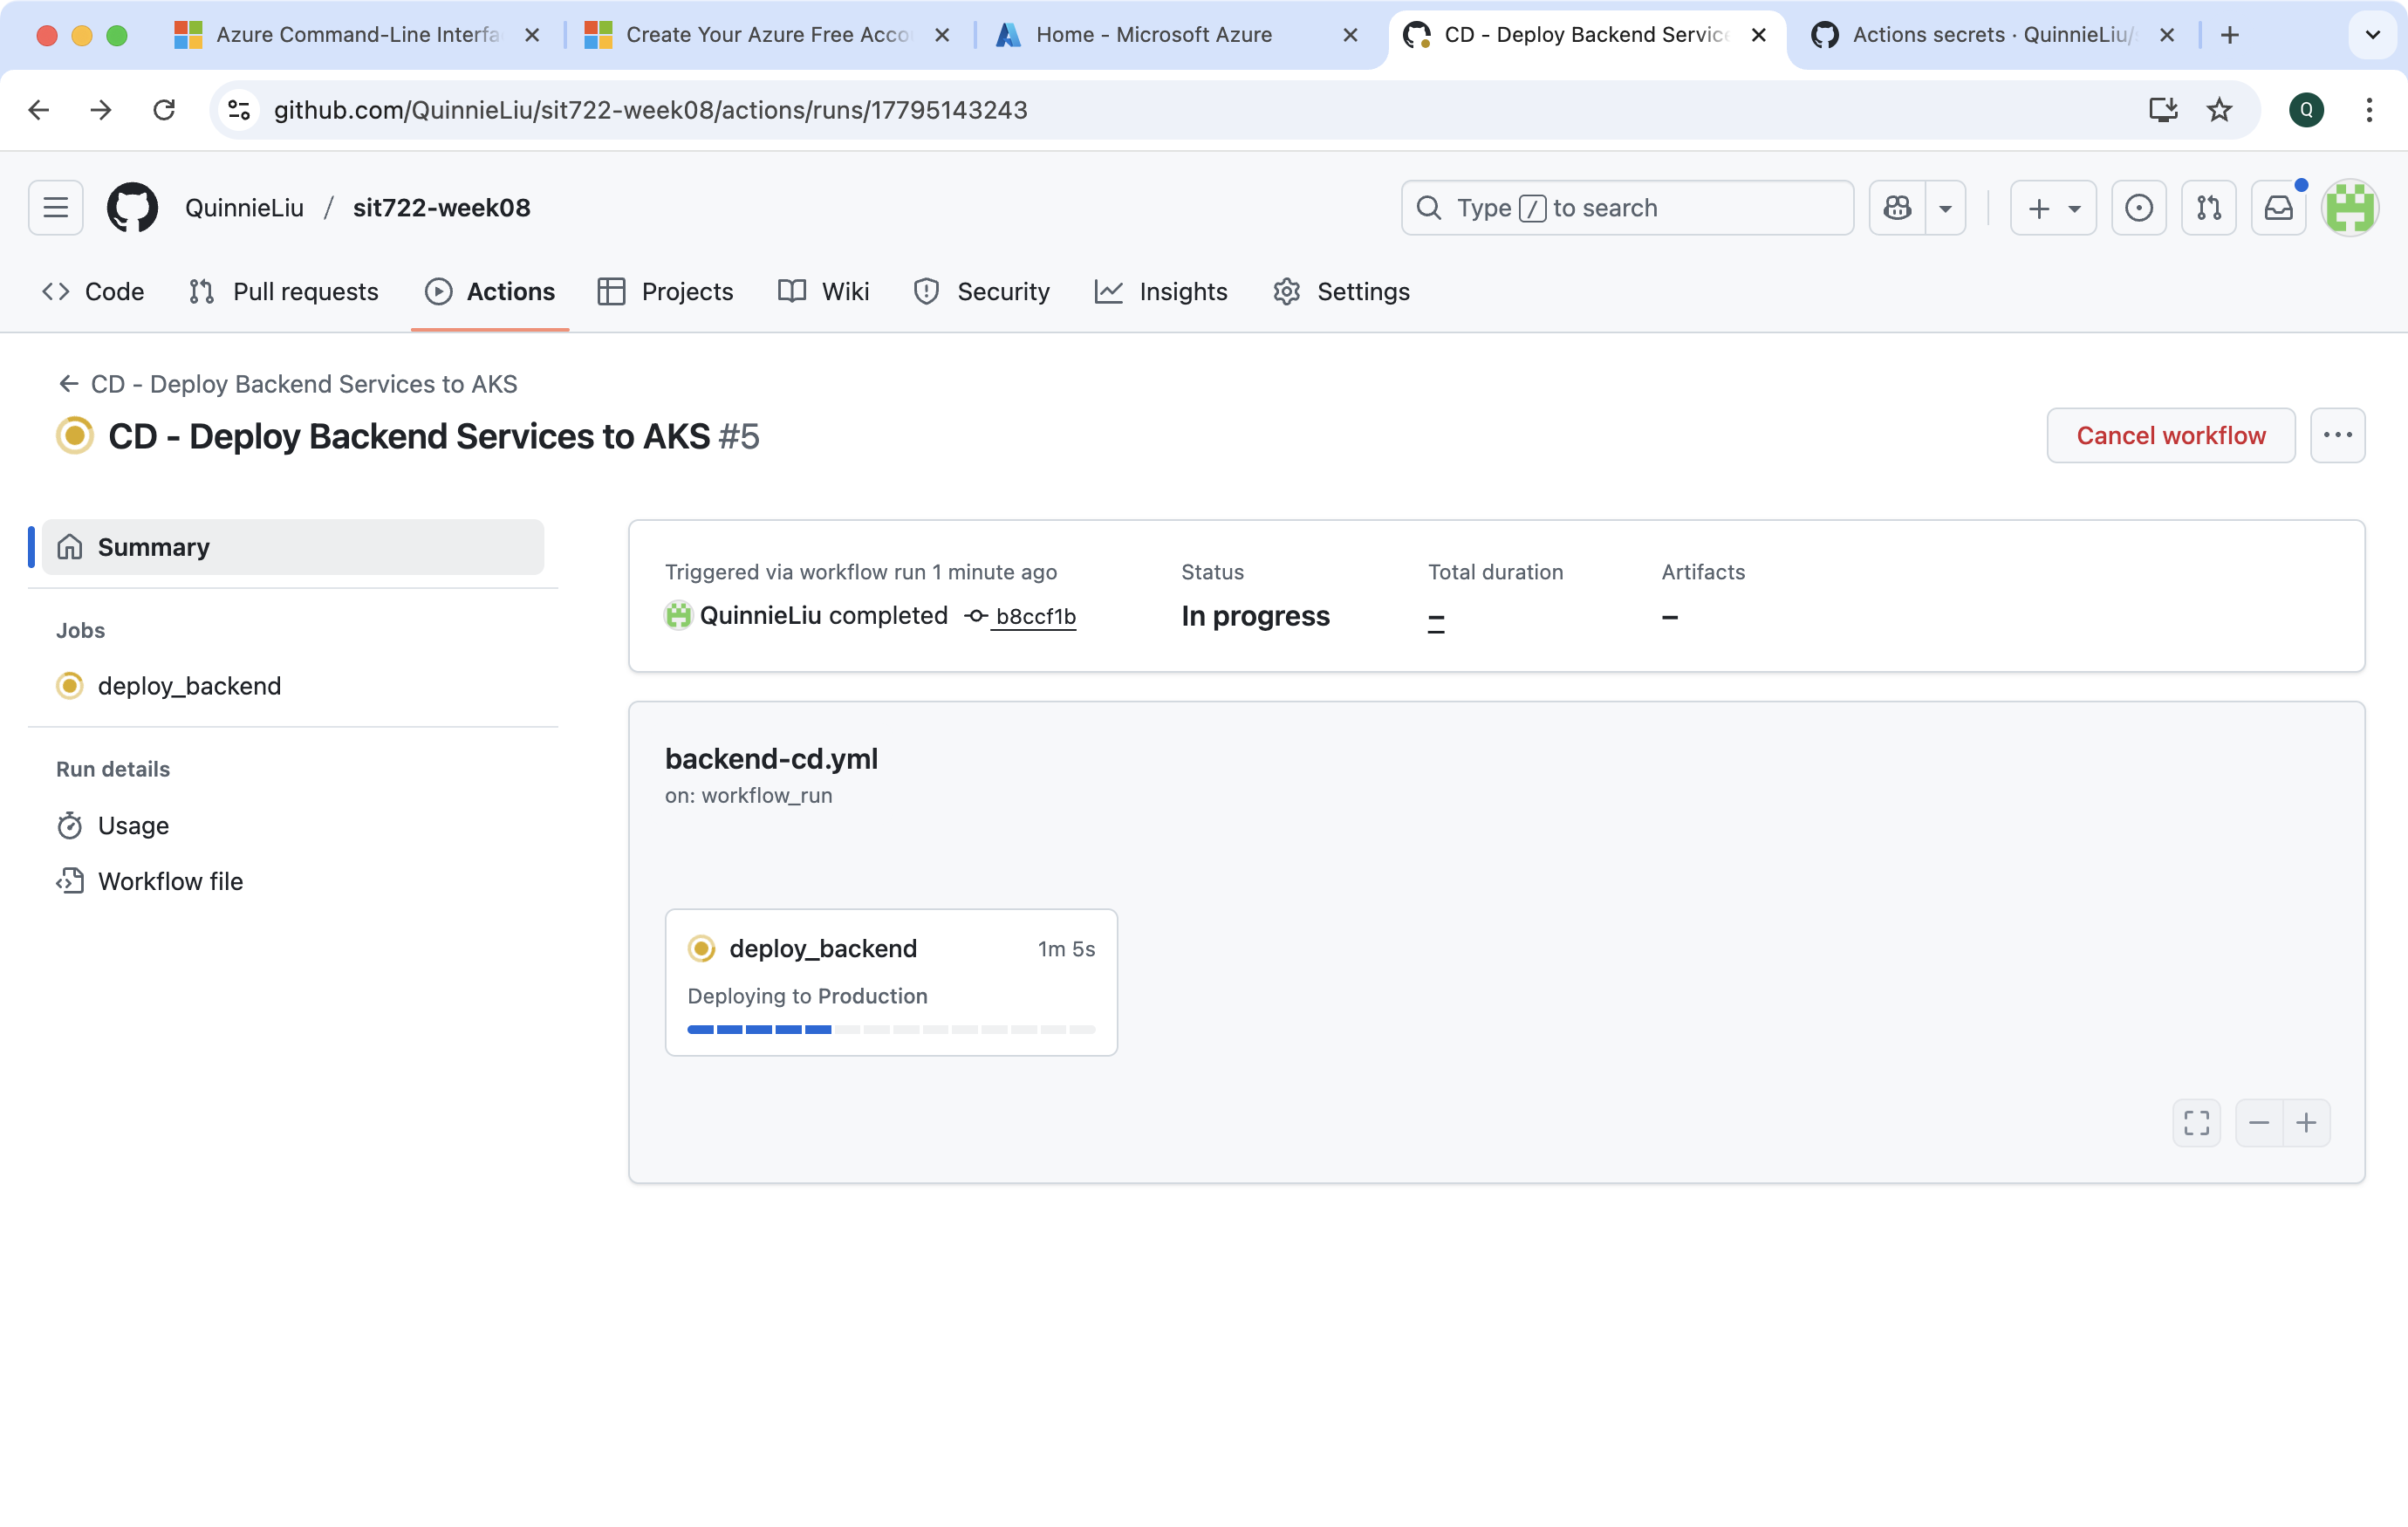 Azure Command-Line Interfa
Create Your Azure Free Acco
Home - Microsoft Azure
CD - Deploy Backend Service
Actions secrets · QuinnieLiu/
github.com/QuinnieLiu/sit722-week08/actions/runs/17795143243
Q
QuinnieLiu / sit722-week08
Type / to search
Code
Pull requests
Actions
Projects
Wiki
Security
Insights
Settings
CD - Deploy Backend Services to AKS
CD - Deploy Backend Services to AKS #5
Cancel workflow
Summary
Jobs
deploy_backend
Run details
Usage
Workflow file
Triggered via workflow run 1 minute ago
QuinnieLiu completed b8ccf1b
Status
In progress
Total duration
–
Artifacts
–
backend-cd.yml
on: workflow_run
deploy_backend 1m 5s
Deploying to Production